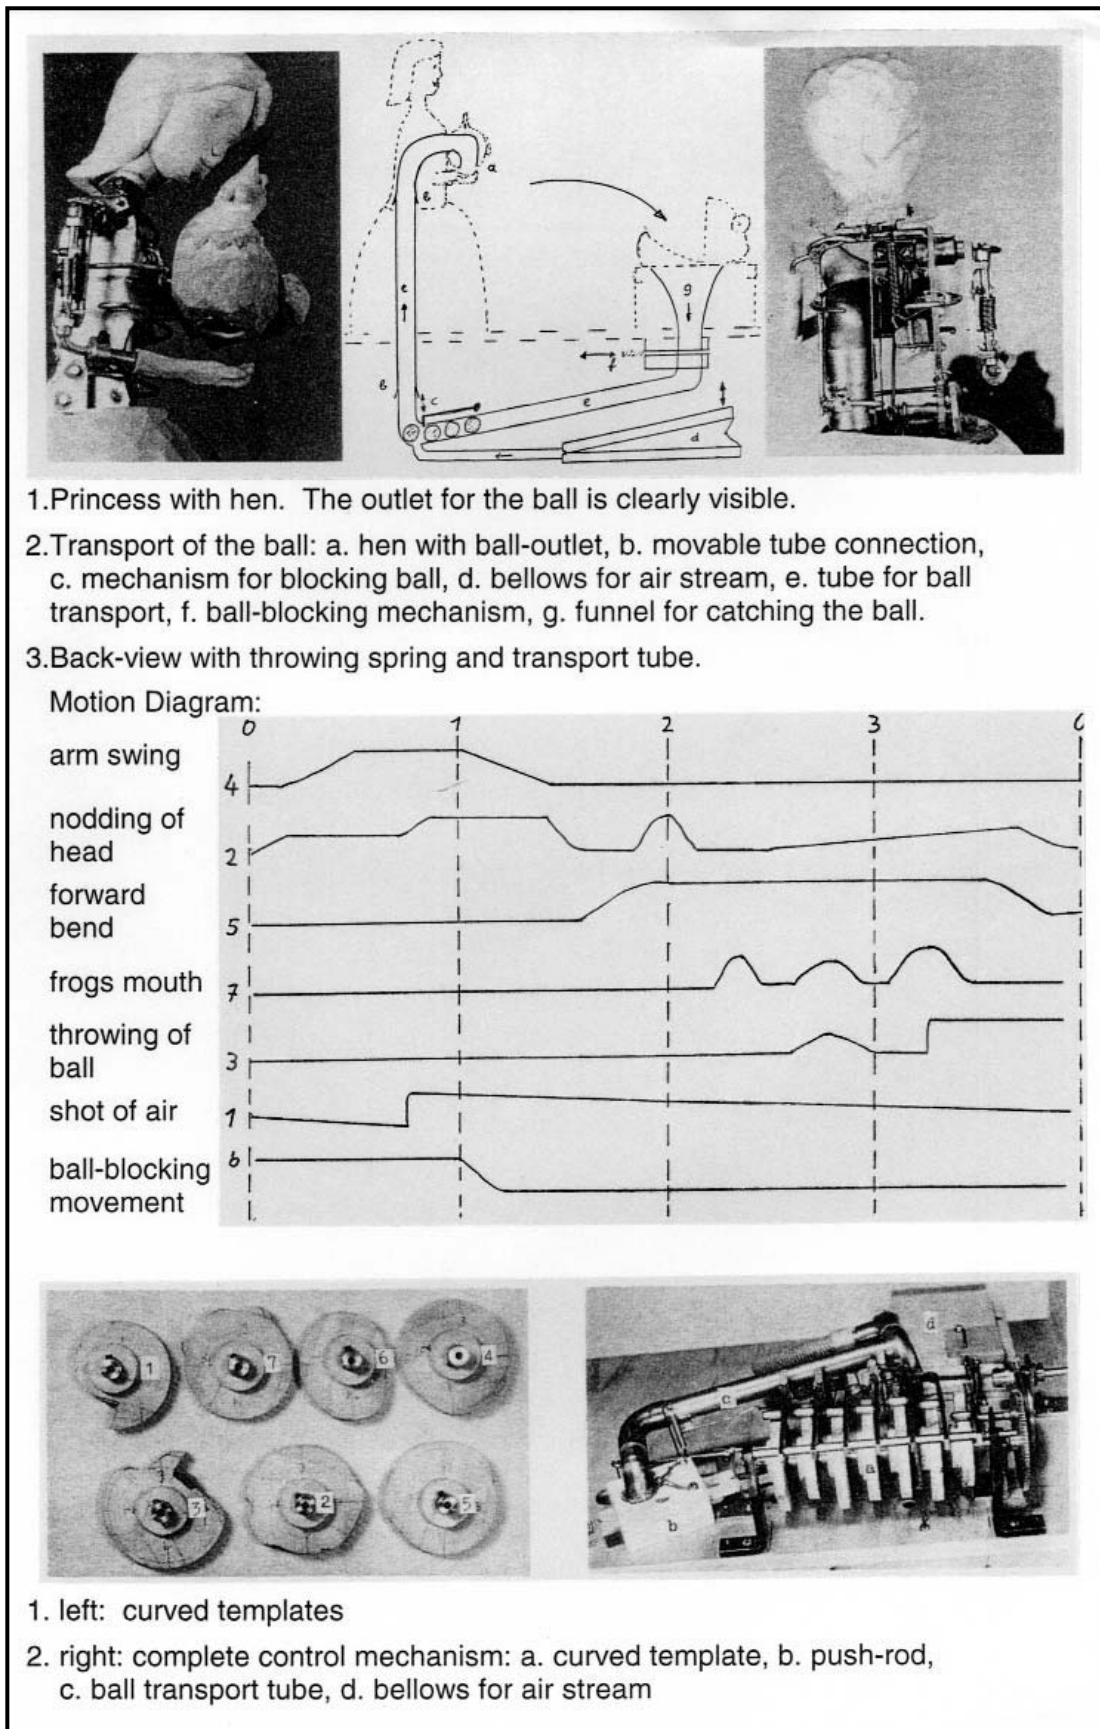 a
b
g
e
f
b
c
e
d
1.Princess with hen. The outlet for the ball is clearly visible.
2.Transport of the ball: a. hen with ball-outlet, b. movable tube connection,
c. mechanism for blocking ball, d. bellows for air stream, e. tube for ball
transport, f. ball-blocking mechanism, g. funnel for catching the ball.
3.Back-view with throwing spring and transport tube.
Motion Diagram:
0 1 2 3 0
arm swing 4
nodding of
head 2
forward
bend 5
frogs mouth 7
throwing of
ball 3
shot of air 1
ball-blocking 6
movement
1 7 6 4
3 2 5
d
c
a
b
1. left: curved templates
2. right: complete control mechanism: a. curved template, b. push-rod,
c. ball transport tube, d. bellows for air stream